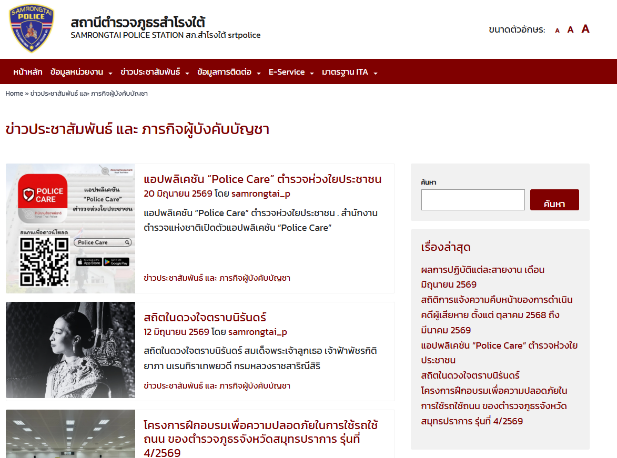 SAMRONGTAI
POLICE
STATION
สถานีตำรวจภูธรสำโรงใต้
SAMRONGTAI POLICE STATION สภ.สำโรงใต้ srtpolice
ขนาดตัวอักษร: A A A
หน้าหลัก ข้อมูลหน่วยงาน ข่าวประชาสัมพันธ์ ข้อมูลการติดต่อ E-Service มาตรฐาน ITA
Home » ข่าวประชาสัมพันธ์ และ ภารกิจผู้บังคับบัญชา
ข่าวประชาสัมพันธ์ และ ภารกิจผู้บังคับบัญชา
POLICE
CARE
แอปพลิเคชัน
"Police Care"
ตำรวจห่วงใยประชาชน
สแกนเพื่อดาวน์โหลด
Police Care
App Store
Google Play
แอปพลิเคชัน "Police Care" ตำรวจห่วงใยประชาชน
20 มิถุนายน 2569 โดย samrongtai_p
แอปพลิเคชัน "Police Care" ตำรวจห่วงใยประชาชน . สำนักงาน
ตำรวจแห่งชาติเปิดตัวแอปพลิเคชัน "Police Care"
ข่าวประชาสัมพันธ์ และ ภารกิจผู้บังคับบัญชา
สถิตในดวงใจตราบนิรันดร์
12 มิถุนายน 2569 โดย samrongtai_p
สถิตในดวงใจตราบนิรันดร์ สมเด็จพระเจ้าลูกเธอ เจ้าฟ้าพัชรกิติ
ยาภา นเรนทิราเทพยวดี กรมหลวงราชสาริณีสิริ
ข่าวประชาสัมพันธ์ และ ภารกิจผู้บังคับบัญชา
โครงการฝึกอบรมเพื่อความปลอดภัยในการใช้รถใช้
ถนน ของตำรวจภูธรจังหวัดสมุทรปราการ รุ่นที่
4/2569
ค้นหา
ค้นหา
เรื่องล่าสุด
ผลการปฏิบัติแต่ละสายงาน เดือน
มิถุนายน 2569
สถิติการแจ้งความคืบหน้าของการดำเนิน
คดีผู้เสียหาย ตั้งแต่ ตุลาคม 2568 ถึง
มีนาคม 2569
แอปพลิเคชัน "Police Care" ตำรวจห่วงใย
ประชาชน
สถิตในดวงใจตราบนิรันดร์
โครงการฝึกอบรมเพื่อความปลอดภัยใน
การใช้รถใช้ถนน ของตำรวจภูธรจังหวัด
สมุทรปราการ รุ่นที่ 4/2569